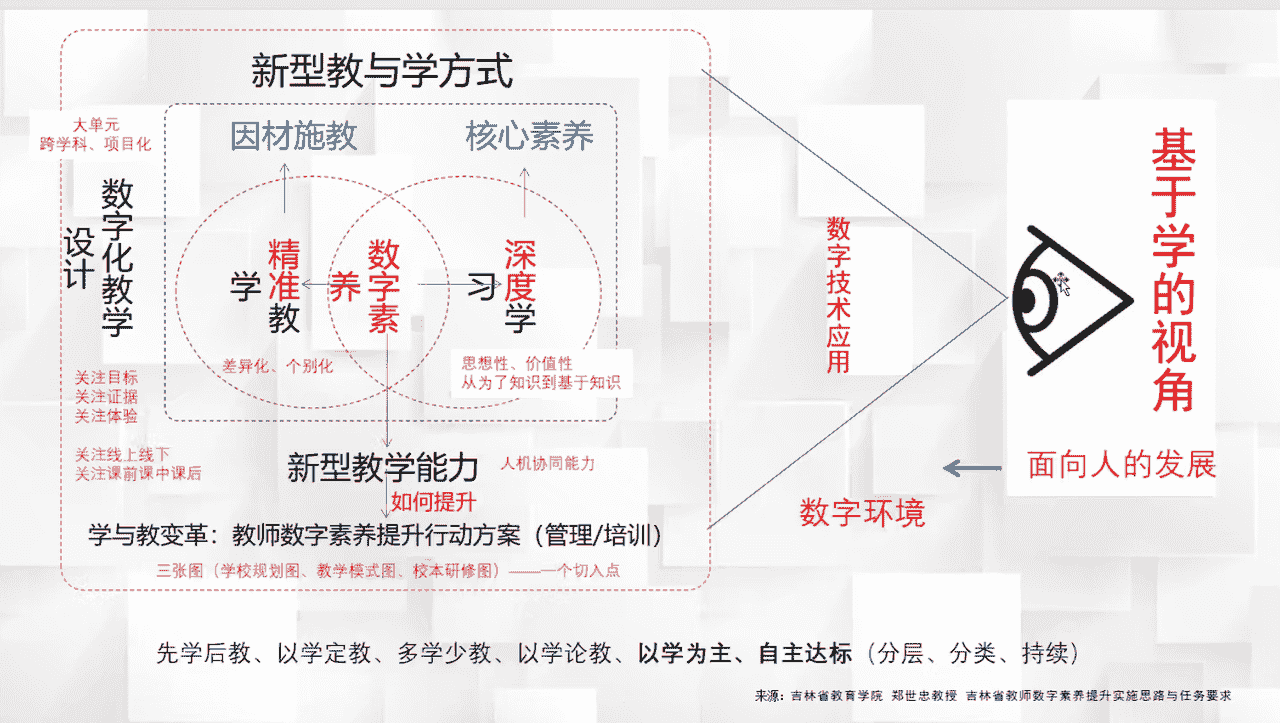 新型教与学方式
大单元
跨学科、项目化
因材施教
核心素养
数字化教学
设计
精准教
学
数字素
养
深度学
习
差异化、个别化
思想性、价值性
从为了知识到基于知识
关注目标
关注证据
关注体验
关注线上线下
关注课前课中课后
新型教学能力
人机协同能力
如何提升
学与教变革：教师数字素养提升行动方案（管理/培训）
三张图（学校规划图、教学模式图、校本研修图）——一个切入点
数字技术应用
基于学的视角
面向人的发展
数字环境
先学后教、以学定教、多学少教、以学论教、以学为主、自主达标（分层、分类、持续）
来源：吉林省教育学院 郑世忠教授 吉林省教师数字素养提升实施思路与任务要求